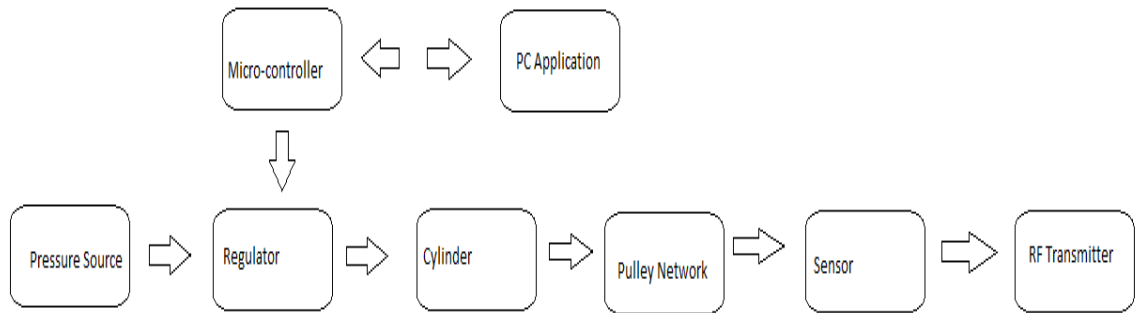 Micro-controller
PC Application
Pressure Source
Regulator
Cylinder
Pulley Network
Sensor
RF Transmitter